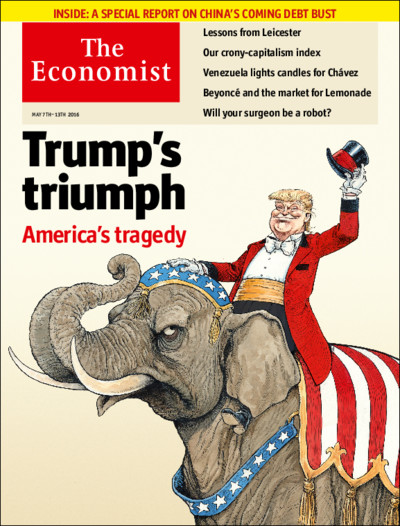 INSIDE: A SPECIAL REPORT ON CHINA'S COMING DEBT BUST
The
Economist
MAY 7TH–13TH 2016
Lessons from Leicester
Our crony-capitalism index
Venezuela lights candles for Chávez
Beyoncé and the market for Lemonade
Will your surgeon be a robot?
Trump's
triumph
America's tragedy